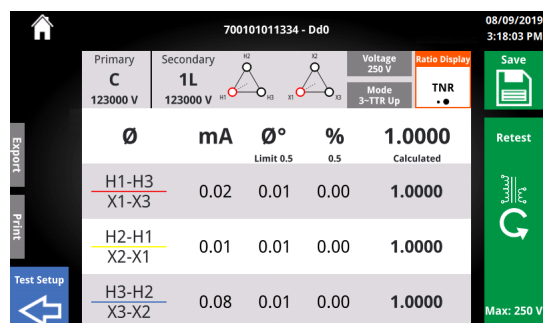 700101011334 - Dd0
08/09/2019
3:18:03 PM
Primary
C
123000 V
Secondary
1L
123000 V
H2
H1
H3
X2
X1
X3
Voltage
250 V
Mode
3~TTR Up
Ratio Display
TNR
Save
Ø
mA
Ø°
Limit 0.5
%
0.5
1.0000
Calculated
H1-H3
X1-X3
0.02
0.01
0.00
1.0000
H2-H1
X2-X1
0.01
0.01
0.00
1.0000
H3-H2
X3-X2
0.08
0.01
0.00
1.0000
Export
Print
Test Setup
Retest
Max: 250 V